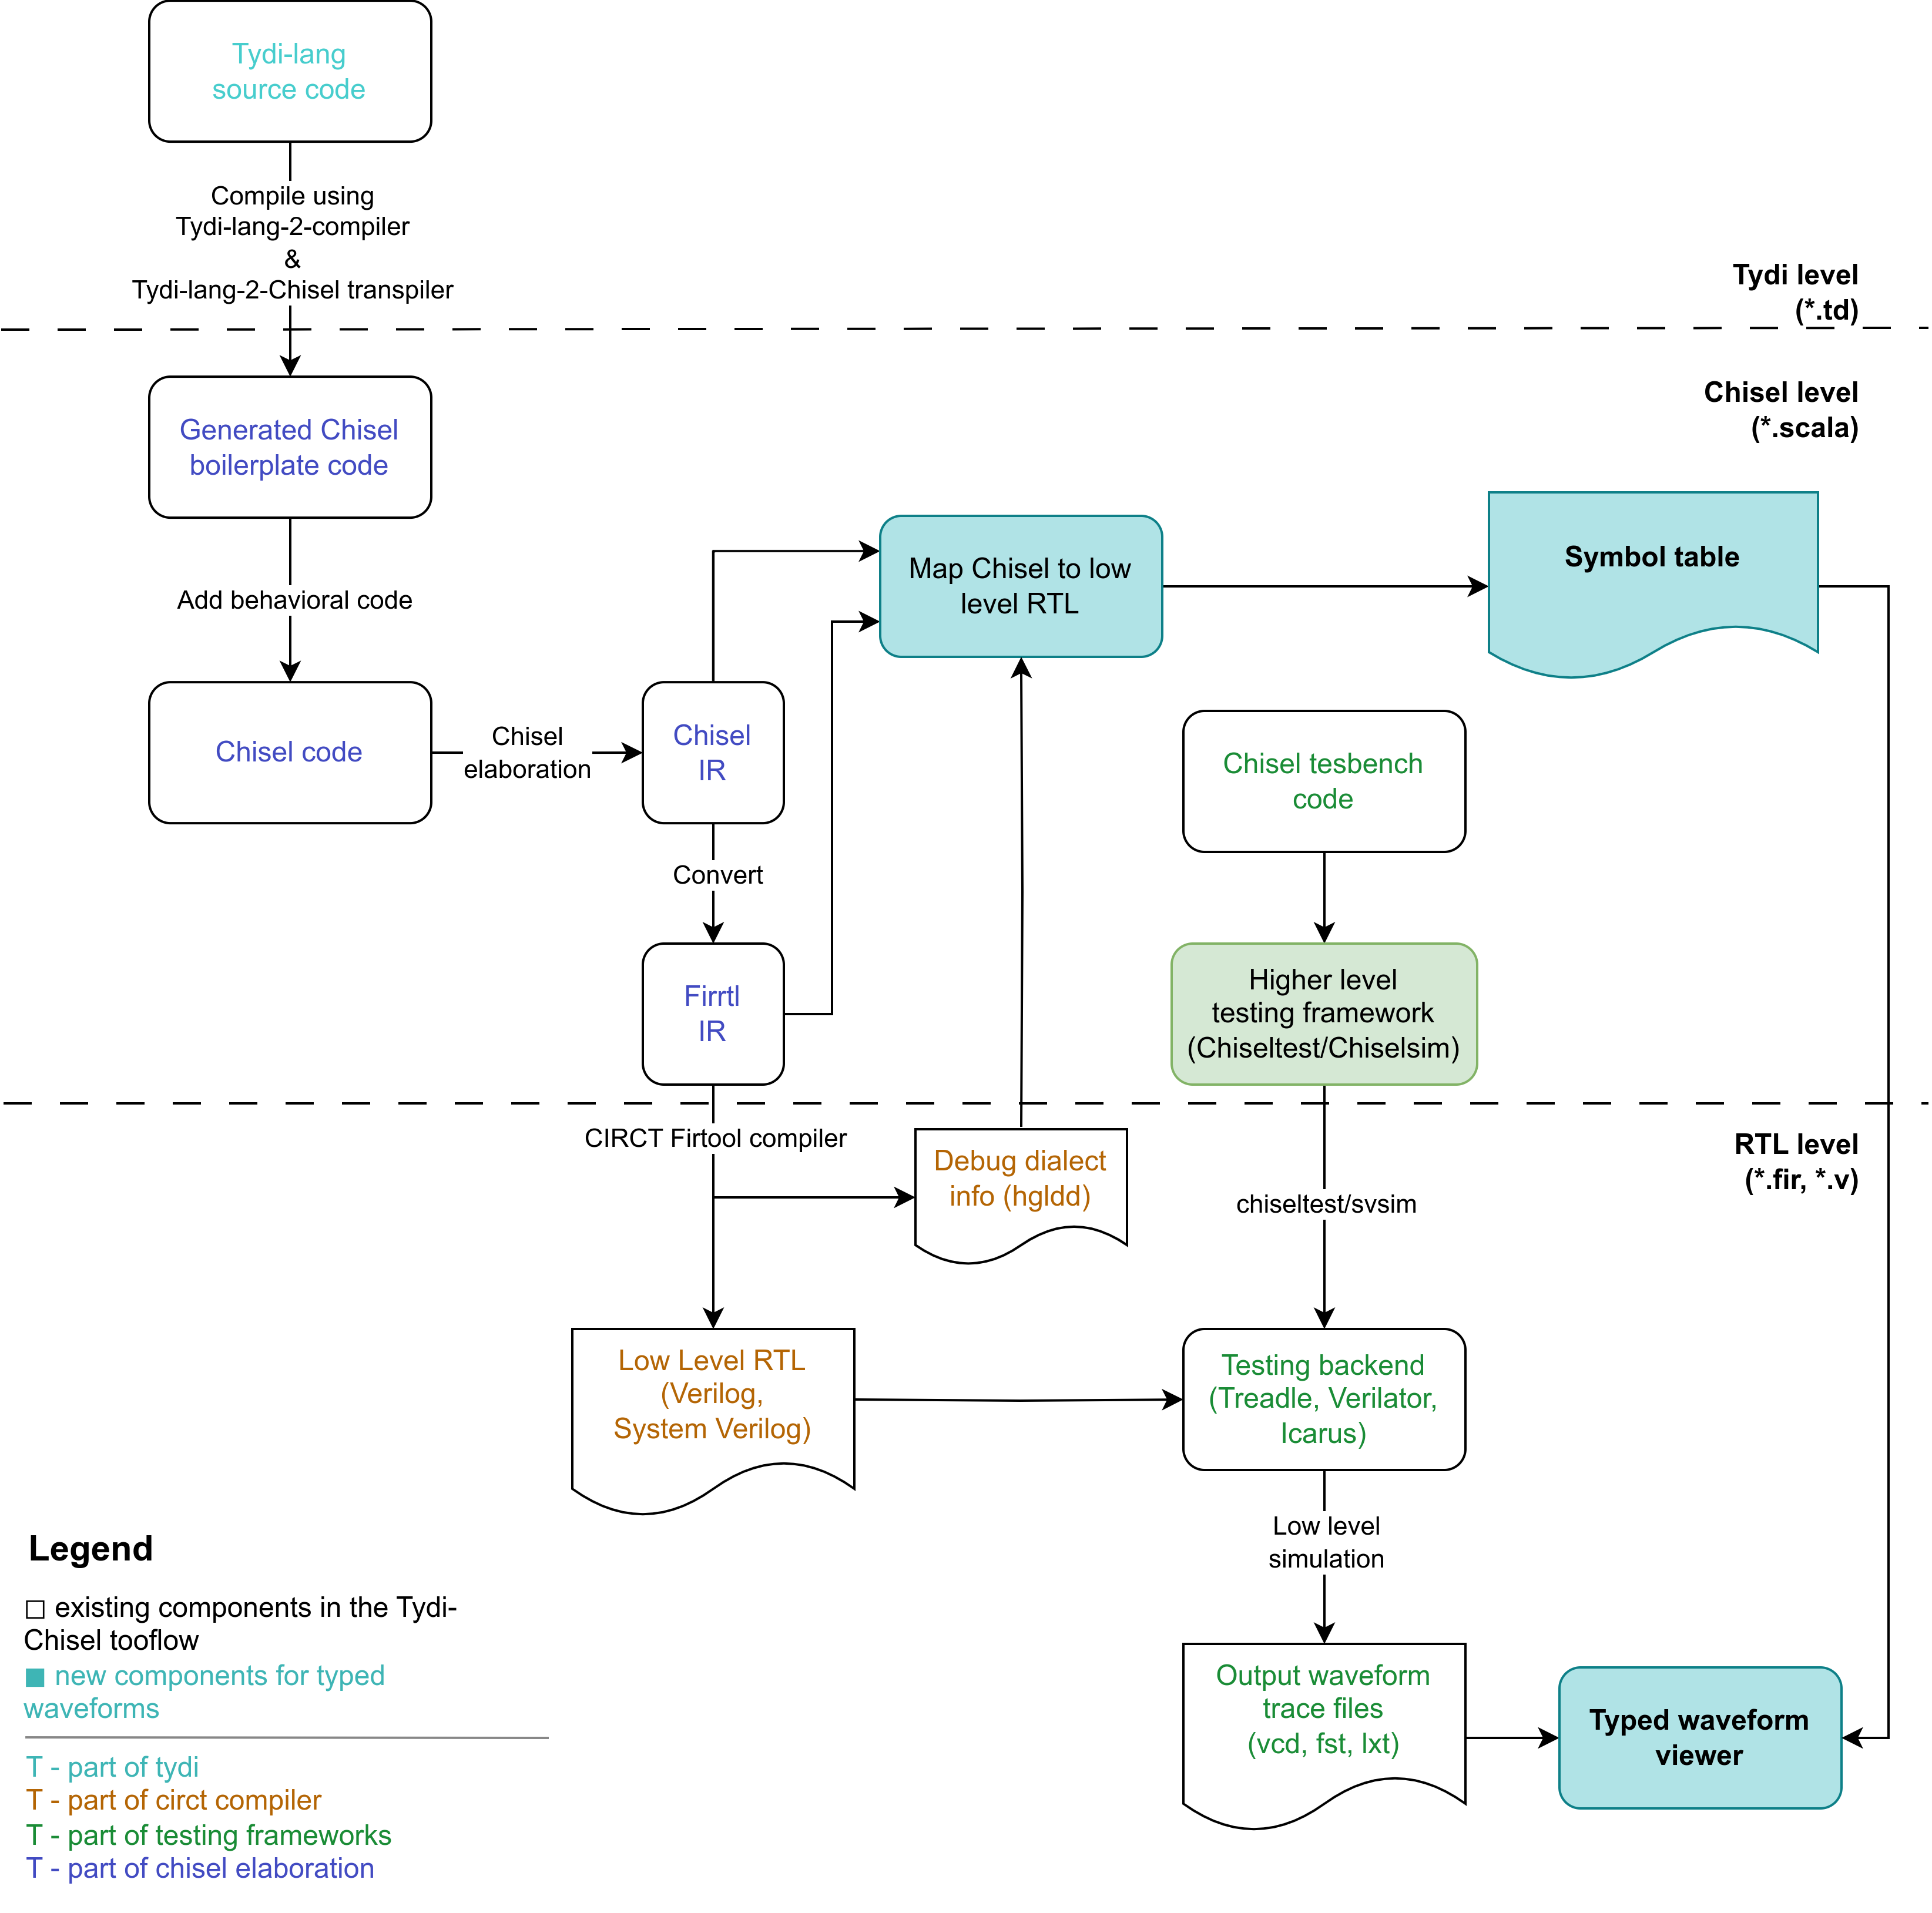 Tydi-lang
source code
Compile using
Tydi-lang-2-compiler
&
Tydi-lang-2-Chisel transpiler
Tydi level
(*.td)
Chisel level
(*.scala)
Generated Chisel
boilerplate code
Add behavioral code
Map Chisel to low
level RTL
Symbol table
Chisel code
Chisel
elaboration
Chisel
IR
Chisel tesbench
code
Convert
Firrtl
IR
Higher level
testing framework
(Chiseltest/Chiselsim)
CIRCT Firtool compiler
Debug dialect
info (hgldd)
RTL level
(*.fir, *.v)
chiseltest/svsim
Low Level RTL
(Verilog,
System Verilog)
Testing backend
(Treadle, Verilator,
Icarus)
Low level
simulation
Output waveform
trace files
(vcd, fst, lxt)
Typed waveform
viewer
Legend
□ existing components in the Tydi-
Chisel tooflow
■ new components for typed
waveforms
T - part of tydi
T - part of circt compiler
T - part of testing frameworks
T - part of chisel elaboration